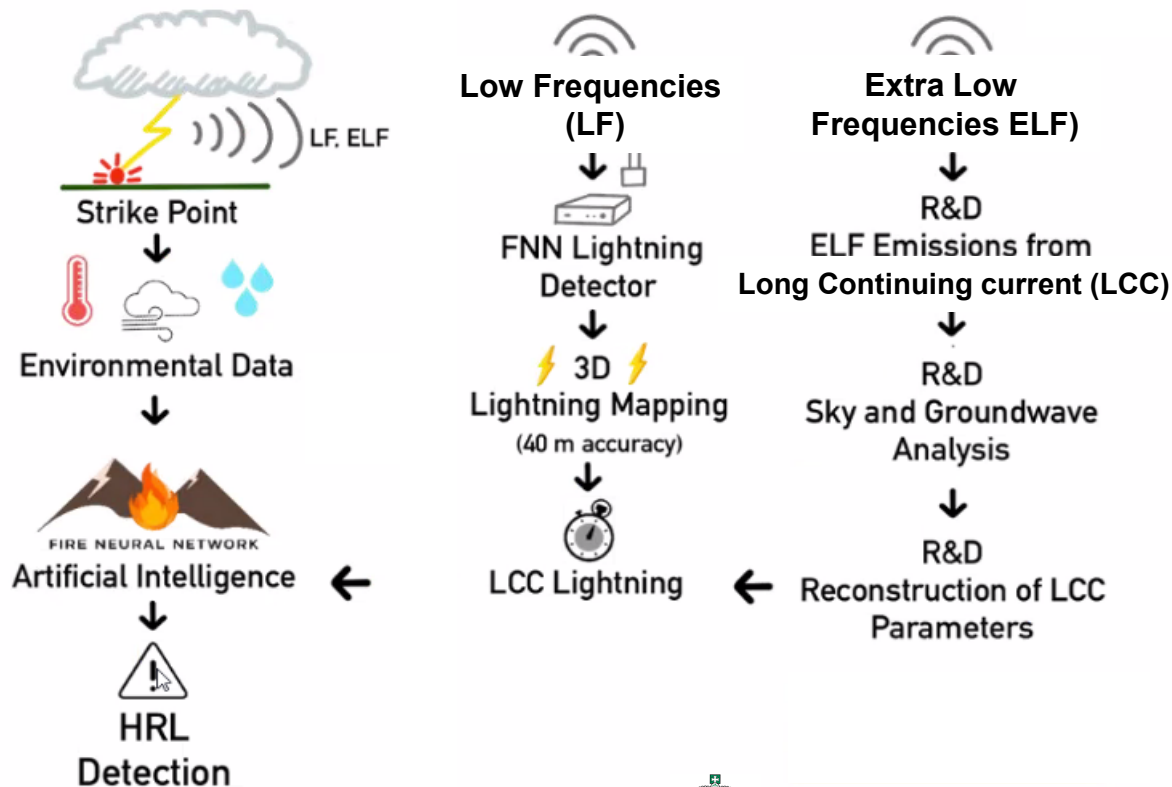 LF, ELF
Strike Point
Environmental Data
FIRE NEURAL NETWORK
Artificial Intelligence
HRL
Detection
Low Frequencies
(LF)
FNN Lightning
Detector
3D
Lightning Mapping
(40 m accuracy)
LCC Lightning
Extra Low
Frequencies ELF)
R&D
ELF Emissions from
Long Continuing current (LCC)
R&D
Sky and Groundwave
Analysis
R&D
Reconstruction of LCC
Parameters